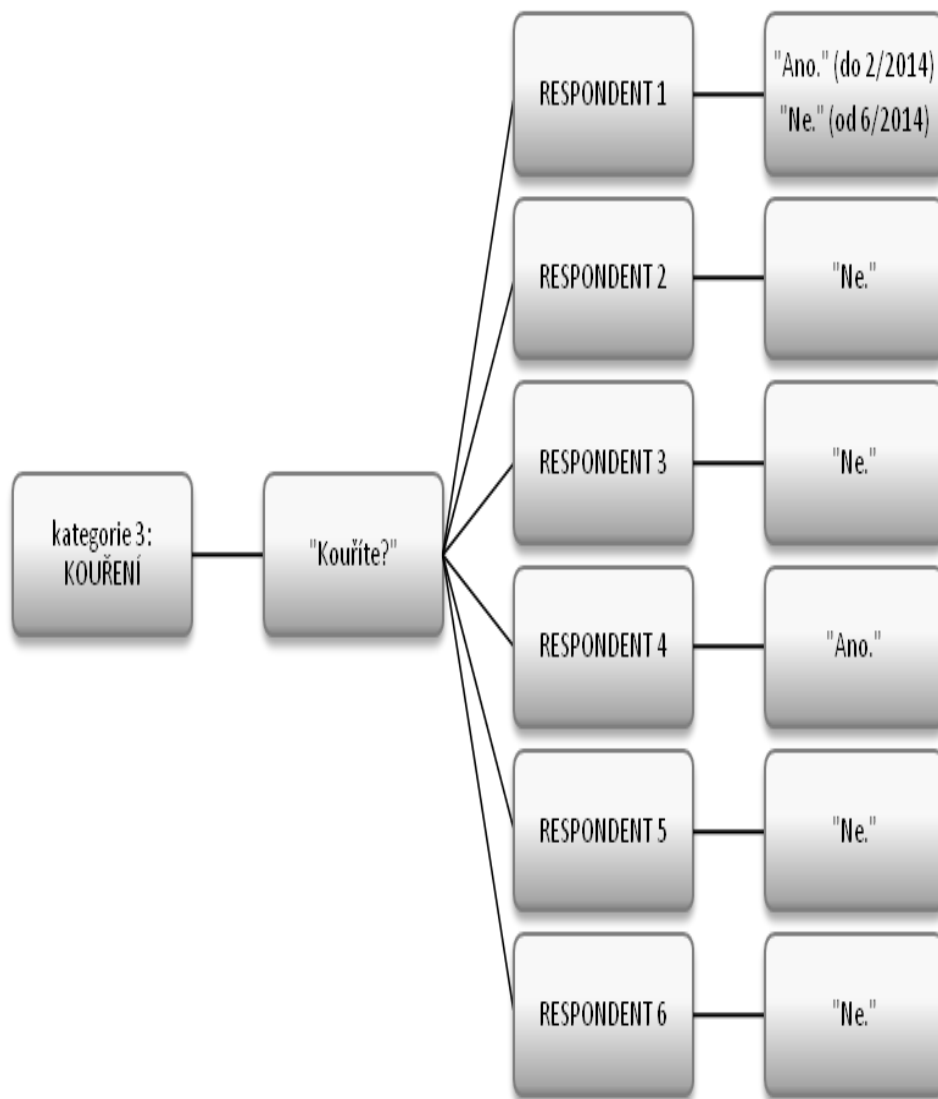 kategorie 3:
KOUŘENÍ
"Kouříte?"
RESPONDENT 1
"Ano." (do 2/2014)
"Ne." (od 6/2014)
RESPONDENT 2
"Ne."
RESPONDENT 3
"Ne."
RESPONDENT 4
"Ano."
RESPONDENT 5
"Ne."
RESPONDENT 6
"Ne."